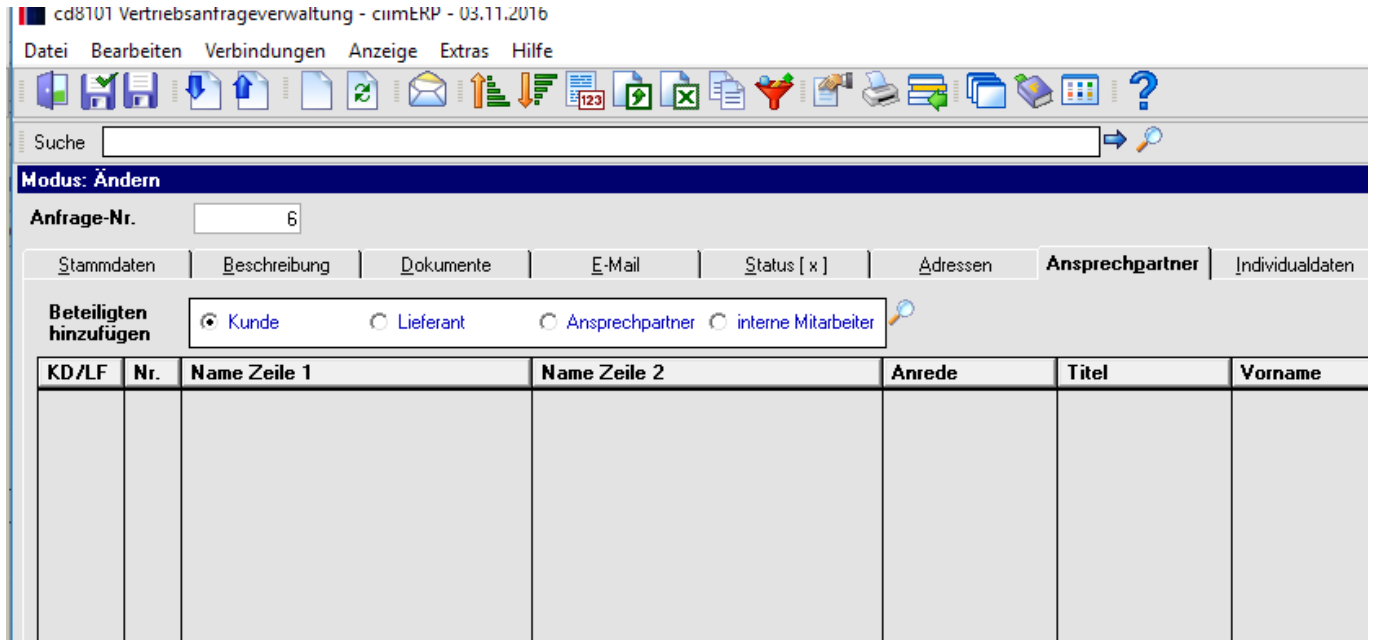 cd8101 Vertriebsanfrageverwaltung - ciimERP - 03.11.2016
Datei Bearbeiten Verbindungen Anzeige Extras Hilfe
123
Suche
Modus: Ändern
Anfrage-Nr. 6
Stammdaten Beschreibung Dokumente E-Mail Status [ x ] Adressen Ansprechpartner Individualdaten
Beteiligten
hinzufügen
Kunde Lieferant Ansprechpartner interne Mitarbeiter
KD/LF Nr. Name Zeile 1 Name Zeile 2 Anrede Titel Vorname